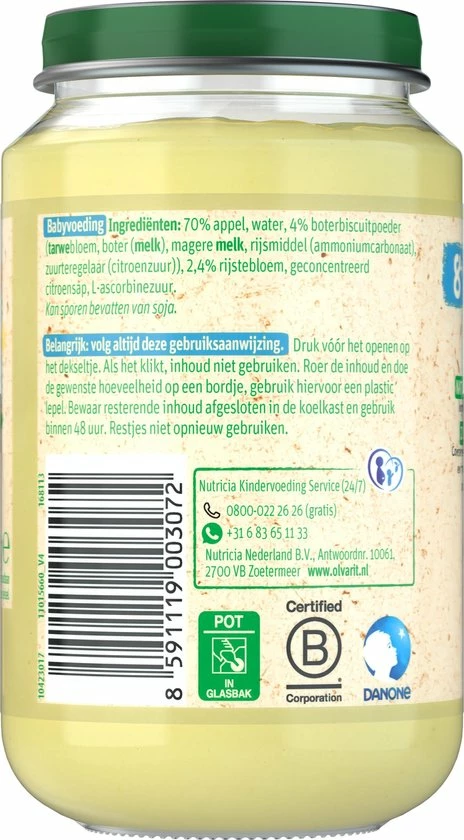 Babyvoeding Ingrediënten: 70% appel, water, 4% boterbiscuitpoeder
(tarwebloem, boter (melk), magere melk, rijsmiddel (ammoniumcarbonaat),
zuurteregelaar (citroenzuur)), 2,4% rijstebloem, geconcentreerd
citroensap, L-ascorbinezuur.
Kan sporen bevatten van soja.
Belangrijk: volg altijd deze gebruiksaanwijzing. Druk vóór het openen op
het dekseltje. Als het klikt, inhoud niet gebruiken. Roer de inhoud en doe
de gewenste hoeveelheid op een bordje, gebruik hiervoor een plastic
lepel. Bewaar resterende inhoud afgesloten in de koelkast en gebruik
binnen 48 uur. Restjes niet opnieuw gebruiken.
168113
11015660_V4
10423017
8 591119 003072
Nutricia Kindervoeding Service (24/7)
0800-022 26 26 (gratis)
+31 6 83 65 11 33
Nutricia Nederland B.V., Antwoordnr. 10061,
2700 VB Zoetermeer www.olvarit.nl
POT
IN
GLASBAK
Certified
B
Corporation
DANONE
8
e